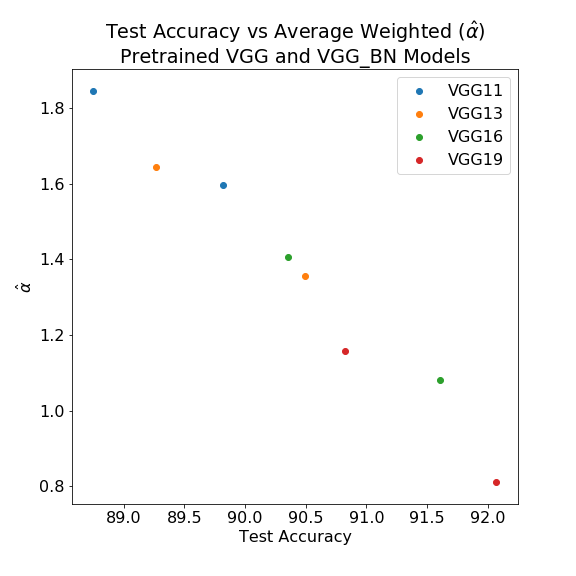 Test Accuracy vs Average Weighted (α̂)
Pretrained VGG and VGG_BN Models
VGG11
VGG13
VGG16
VGG19
1.8
1.6
1.4
1.2
1.0
0.8
α̂
89.0 89.5 90.0 90.5 91.0 91.5 92.0
Test Accuracy